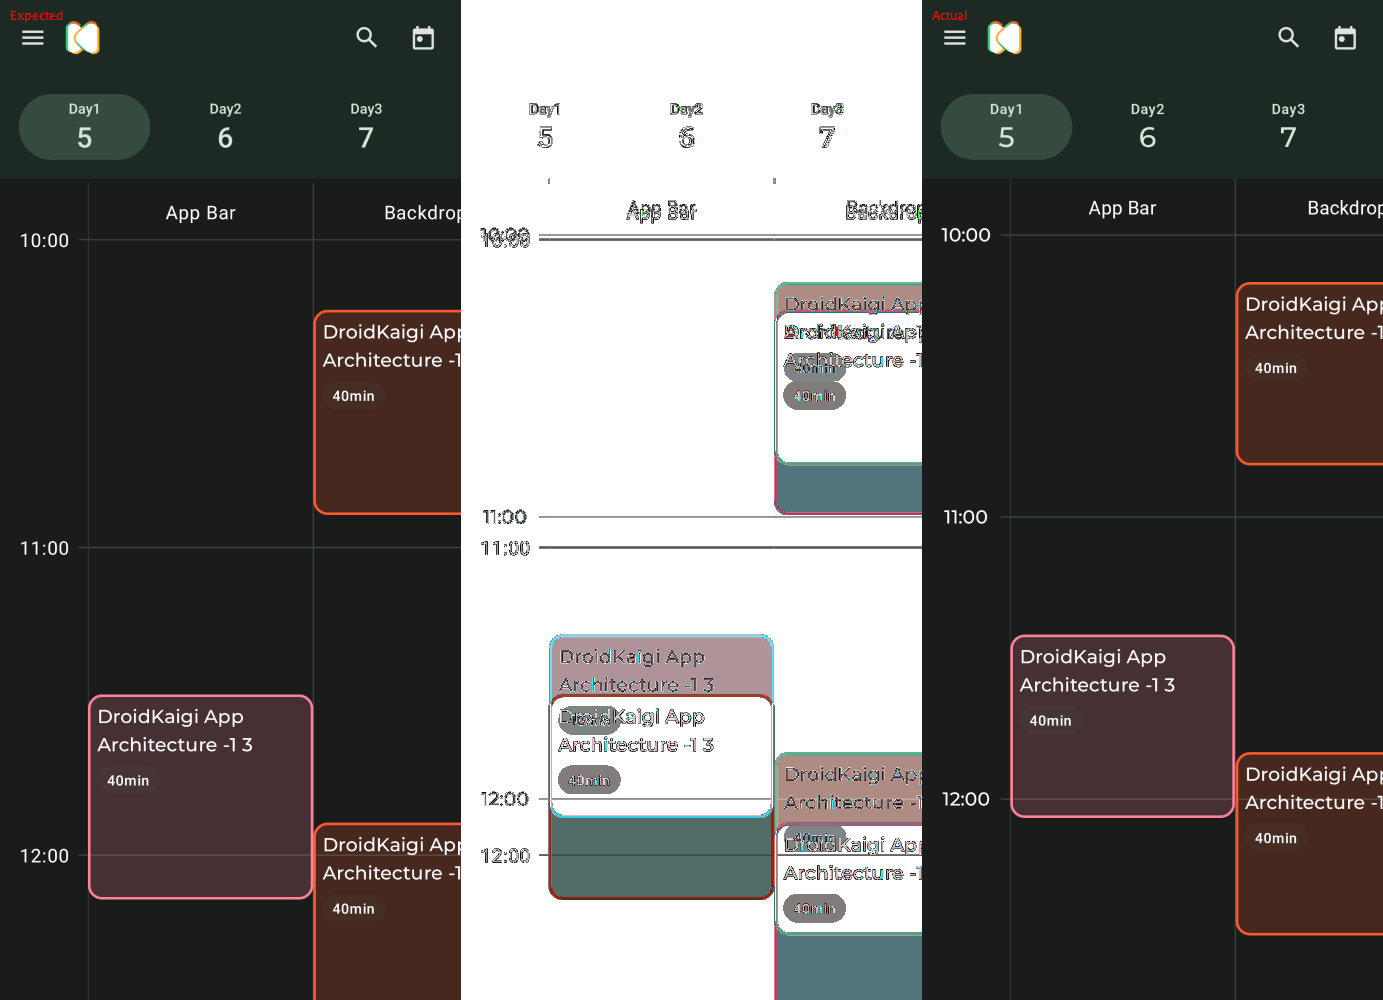 Expected
Day1
Day2
Day3
5
6
7
App Bar
Backdrop
10:00
DroidKaigi App
Architecture -1
40min
11:00
DroidKaigi App
Architecture -1 3
40min
12:00
DroidKaigi App
Architecture -1
40min
Day1
Day2
Day3
5
6
7
App Bar
Backdrop
10:00
10:00
DroidKaigi App
DroidKaigi App
Architecture -1
40min
40min
11:00
11:00
DroidKaigi App
Architecture -1 3
DroidKaigi App
Architecture -1 3
40min
DroidKaigi App
Architecture -1
12:00
40min
DroidKaigi App
12:00
Architecture -1
40min
Actual
Day1
Day2
Day3
5
6
7
App Bar
Backdrop
10:00
DroidKaigi App
Architecture -1
40min
11:00
DroidKaigi App
Architecture -1 3
40min
DroidKaigi App
Architecture -1
12:00
40min